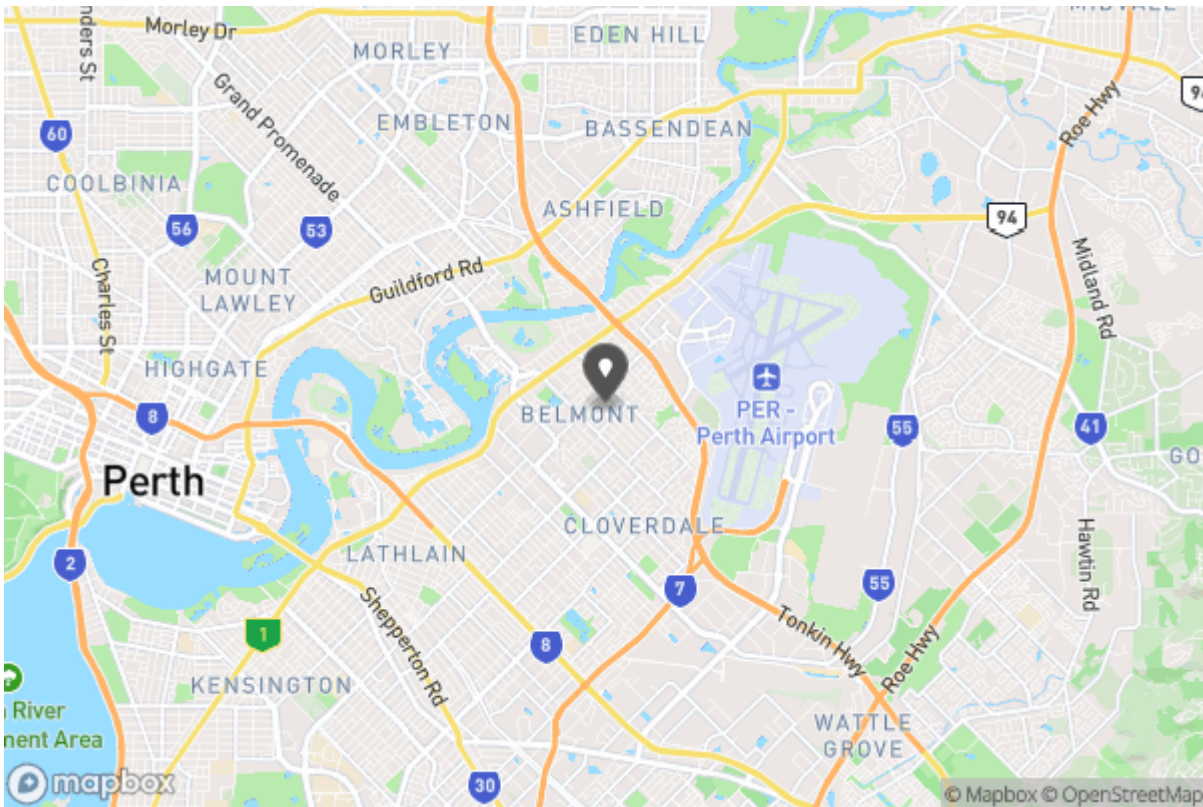 MIDVALE
Morley Dr
EDEN HILL
MORLEY
Grand Promenade
EMBLETON
BASSENDEAN
Roe Hwy
94
60
COOLBINIA
ASHFIELD
94
56
53
Charles St
MOUNT
LAWLEY
Guildford Rd
Midland Rd
HIGHGATE
8
BELMONT
PER -
Perth Airport
55
41
Perth
CLOVERDALE
LATHLAIN
2
7
55
Hawtin Rd
1
Shepperton Rd
8
Tonkin Hwy
Roe Hwy
KENSINGTON
River
WATTLE
GROVE
Area
30
mapbox
© Mapbox © OpenStreetMap